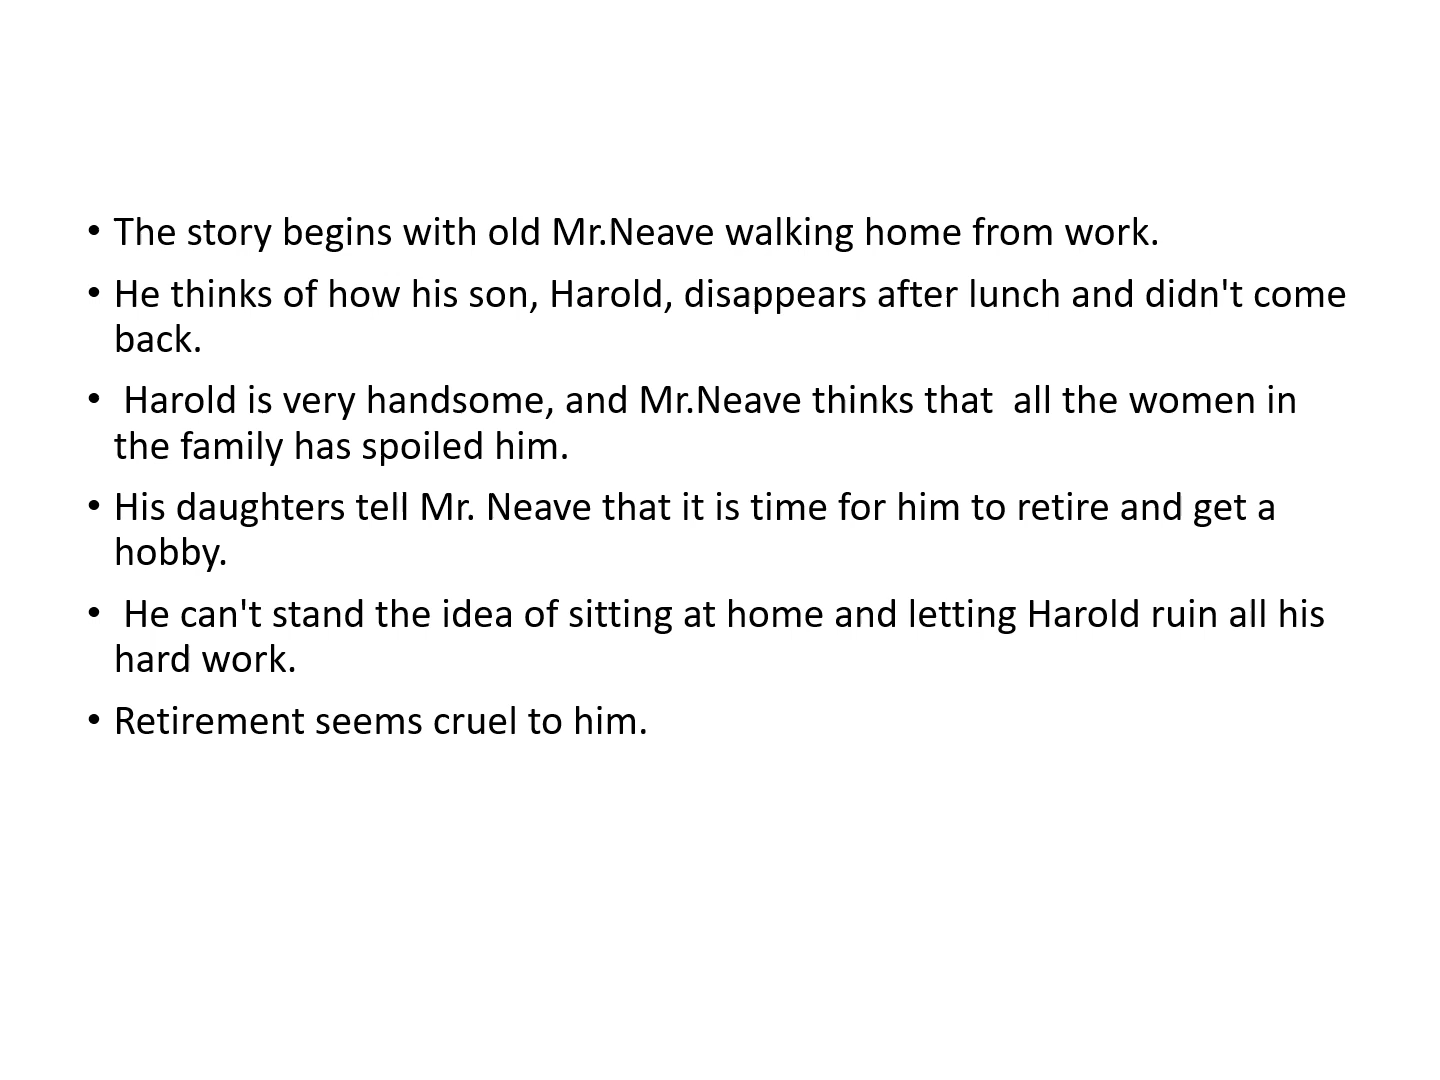 • The story begins with old Mr.Neave walking home from work.
• He thinks of how his son, Harold, disappears after lunch and didn't come
back.
• Harold is very handsome, and Mr.Neave thinks that  all the women in
the family has spoiled him.
• His daughters tell Mr. Neave that it is time for him to retire and get a
hobby.
• He can't stand the idea of sitting at home and letting Harold ruin all his
hard work.
• Retirement seems cruel to him.